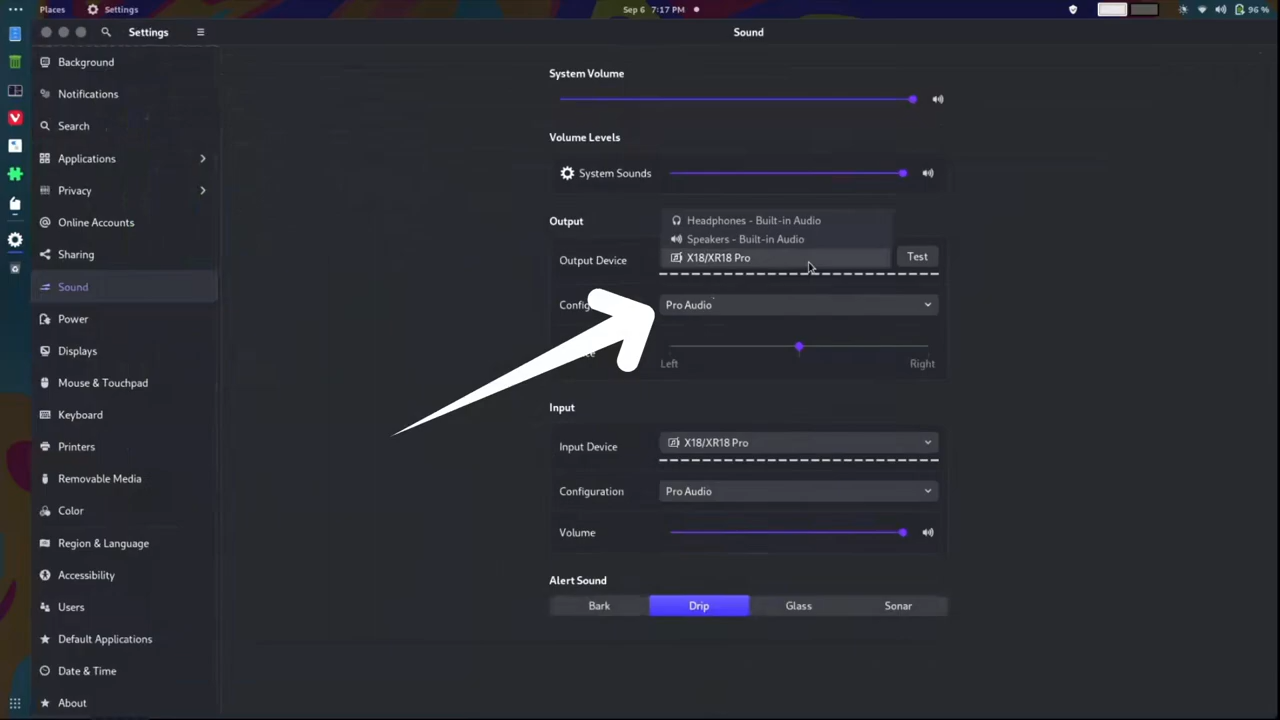 Places Settings Sep 6 7:17 PM 96 %
Settings Sound
Background
Notifications
Search
Applications
Privacy
Online Accounts
Sharing
Sound
Power
Displays
Mouse & Touchpad
Keyboard
Printers
Removable Media
Color
Region & Language
Accessibility
Users
Default Applications
Date & Time
About
System Volume
Volume Levels
System Sounds
Output
Headphones - Built-in Audio
Speakers - Built-in Audio
Output Device X18/XR18 Pro Test
Pro Audio
Left Right
Input
Input Device X18/XR18 Pro
Configuration Pro Audio
Volume
Alert Sound
Bark Drip Glass Sonar